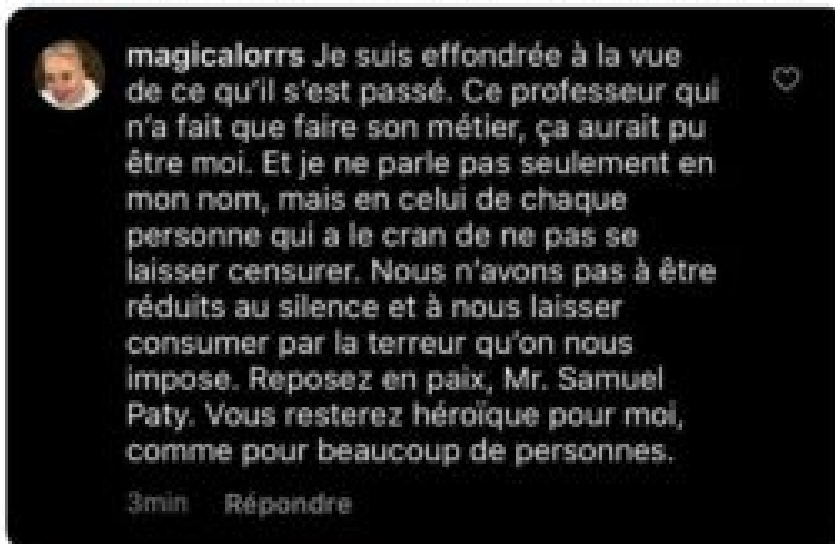 magicalorrs Je suis effondrée à la vue
de ce qu'il s'est passé. Ce professeur qui
n'a fait que faire son métier, ça aurait pu
être moi. Et je ne parle pas seulement en
mon nom, mais en celui de chaque
personne qui a le cran de ne pas se
laisser censurer. Nous n'avons pas à être
réduits au silence et à nous laisser
consumer par la terreur qu'on nous
impose. Reposez en paix, Mr. Samuel
Paty. Vous resterez héroïque pour moi,
comme pour beaucoup de personnes.
3min Répondre